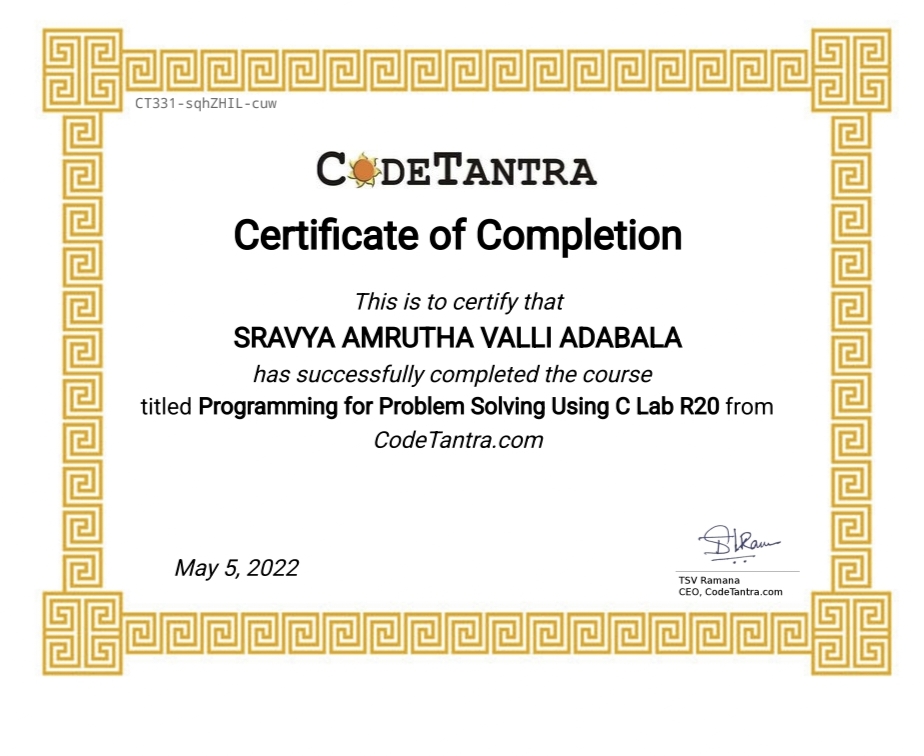 CT331-sqhZHIL-cuw
CODETANTRA
Certificate of Completion
This is to certify that
SRAVYA AMRUTHA VALLI ADABALA
has successfully completed the course
titled Programming for Problem Solving Using C Lab R20 from
CodeTantra.com
May 5, 2022
TSV Ramana
CEO, CodeTantra.com